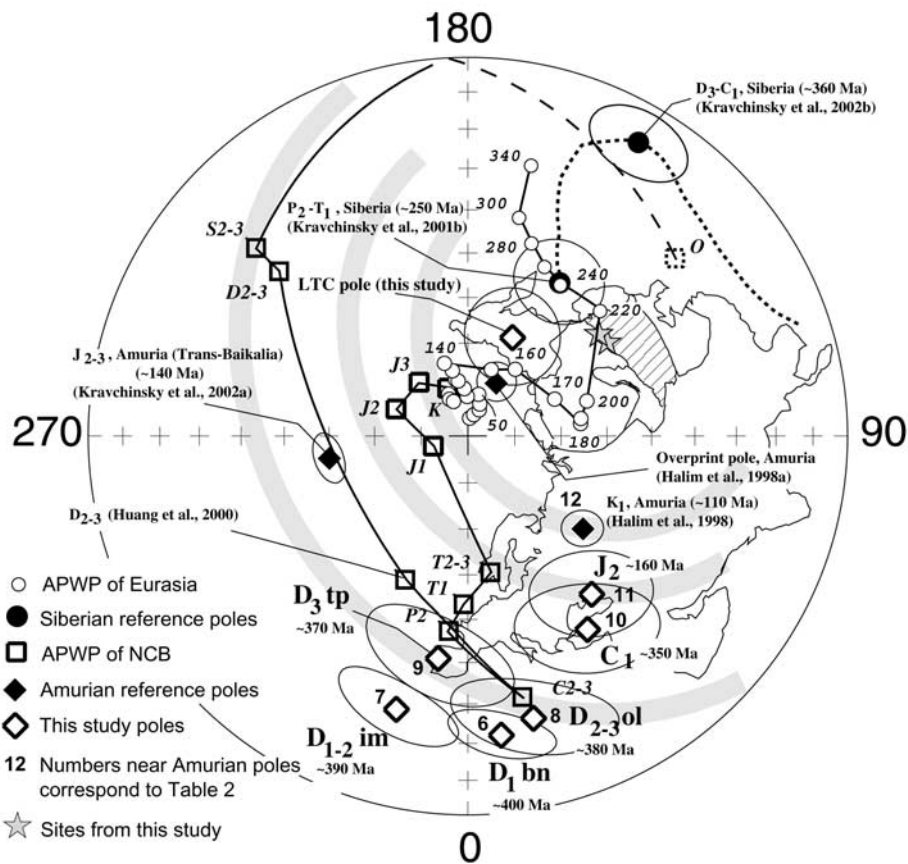 180
D3-C1, Siberia (~360 Ma)
(Kravchinsky et al., 2002b)
340
300
P2-T1, Siberia (~250 Ma)
(Kravchinsky et al., 2001b)
S2-3
280
O
D2-3
240
LTC pole (this study)
220
J2-3, Amuria (Trans-Baikalia)
(~140 Ma)
(Kravchinsky et al., 2002a)
140
160
J3
170
K
200
J2
50
180
270
90
J1
Overprint pole, Amuria
(Halim et al., 1998a)
12
K1, Amuria (~110 Ma)
(Halim et al., 1998)
D2-3 (Huang et al., 2000)
T2-3
J2 ~160 Ma
APWP of Eurasia
D3 tp
~370 Ma
T1
11
Siberian reference poles
P2
10
APWP of NCB
9
C1 ~350 Ma
Amurian reference poles
C2-3
7
This study poles
6
8
D2-3ol
~380 Ma
D1-2 im
~390 Ma
12 Numbers near Amurian poles
correspond to Table 2
D1 bn
~400 Ma
Sites from this study
0